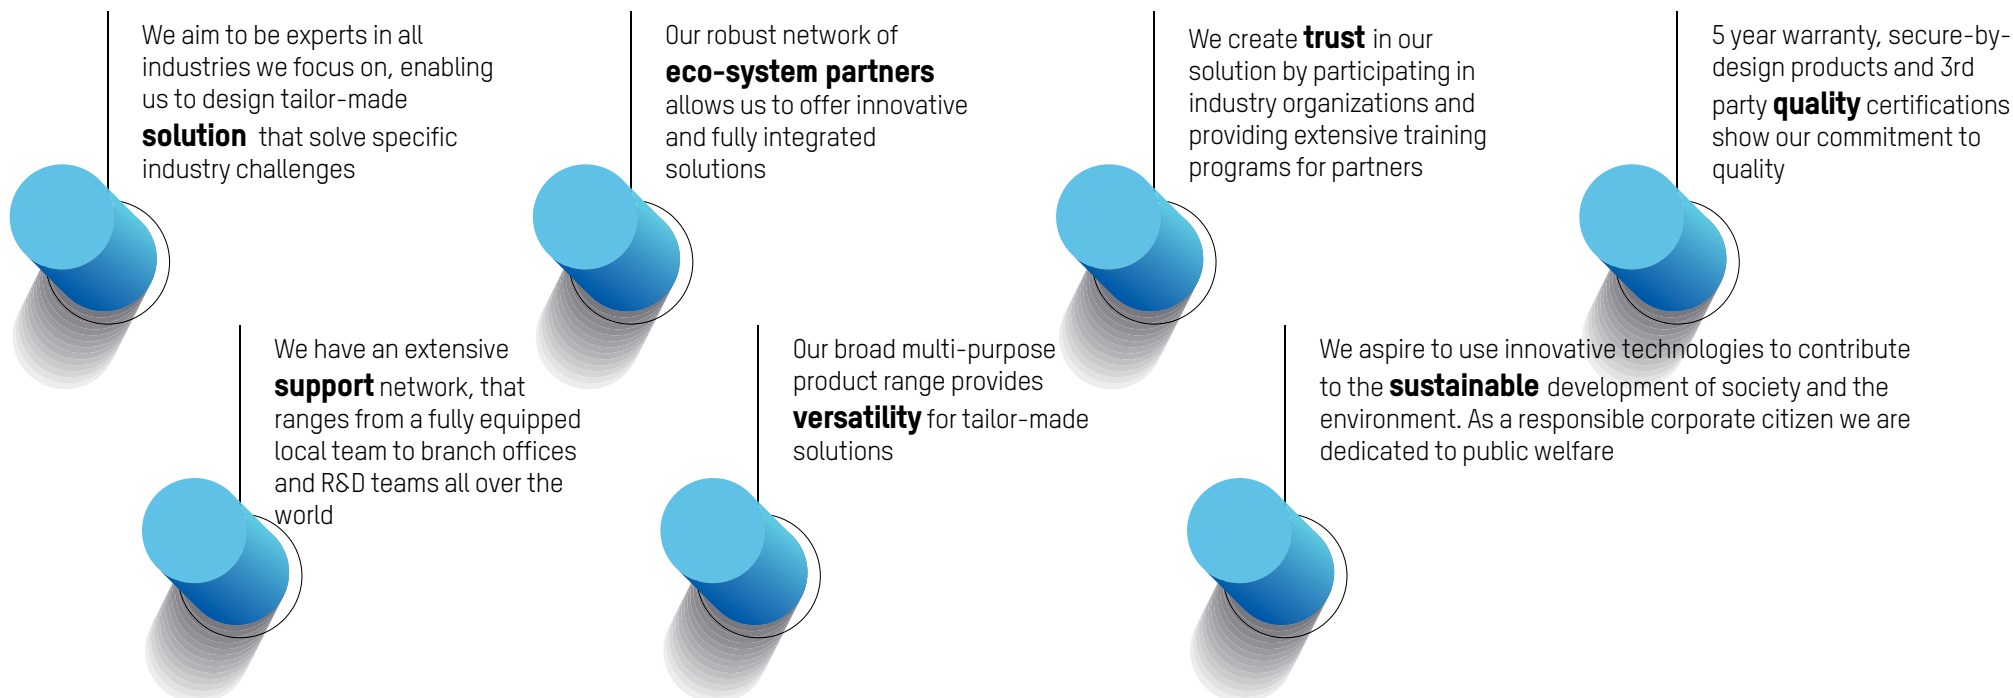 We aim to be experts in all
industries we focus on, enabling
us to design tailor-made
solution that solve specific
industry challenges
Our robust network of
eco-system partners
allows us to offer innovative
and fully integrated
solutions
We create trust in our
solution by participating in
industry organizations and
providing extensive training
programs for partners
5 year warranty, secure-by-
design products and 3rd
party quality certifications
show our commitment to
quality
We have an extensive
support network, that
ranges from a fully equipped
local team to branch offices
and R&D teams all over the
world
Our broad multi-purpose
product range provides
versatility for tailor-made
solutions
We aspire to use innovative technologies to contribute
to the sustainable development of society and the
environment. As a responsible corporate citizen we are
dedicated to public welfare